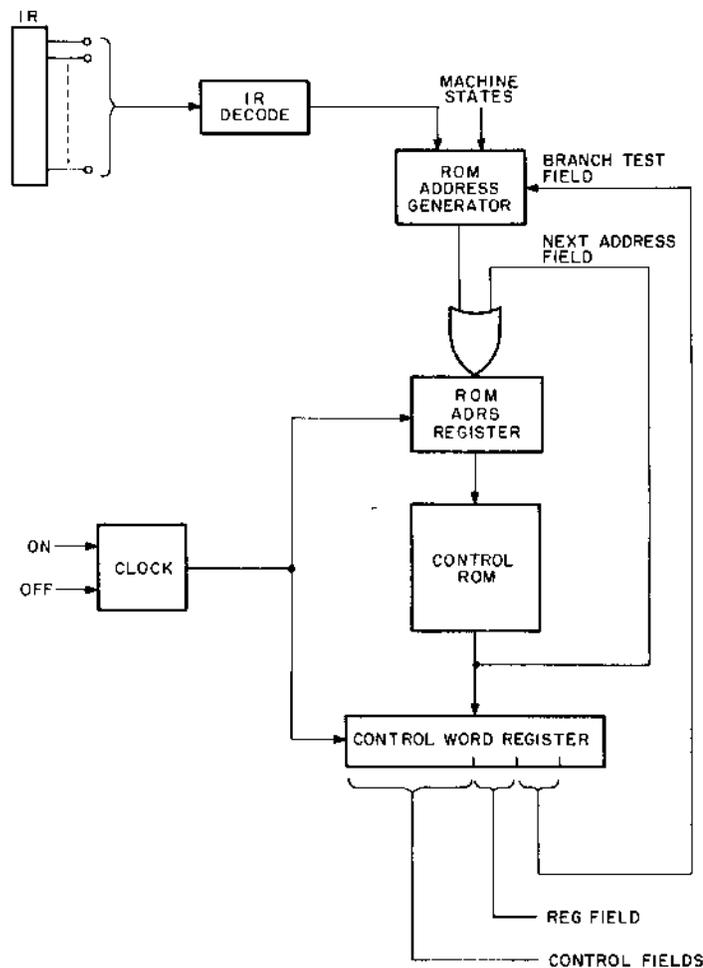 IR
IR
DECODE
MACHINE
STATES
ROM
ADDRESS
GENERATOR
BRANCH TEST
FIELD
NEXT ADDRESS
FIELD
ROM
ADRS
REGISTER
ON
OFF
CLOCK
CONTROL
ROM
CONTROL WORD REGISTER
REG FIELD
CONTROL FIELDS